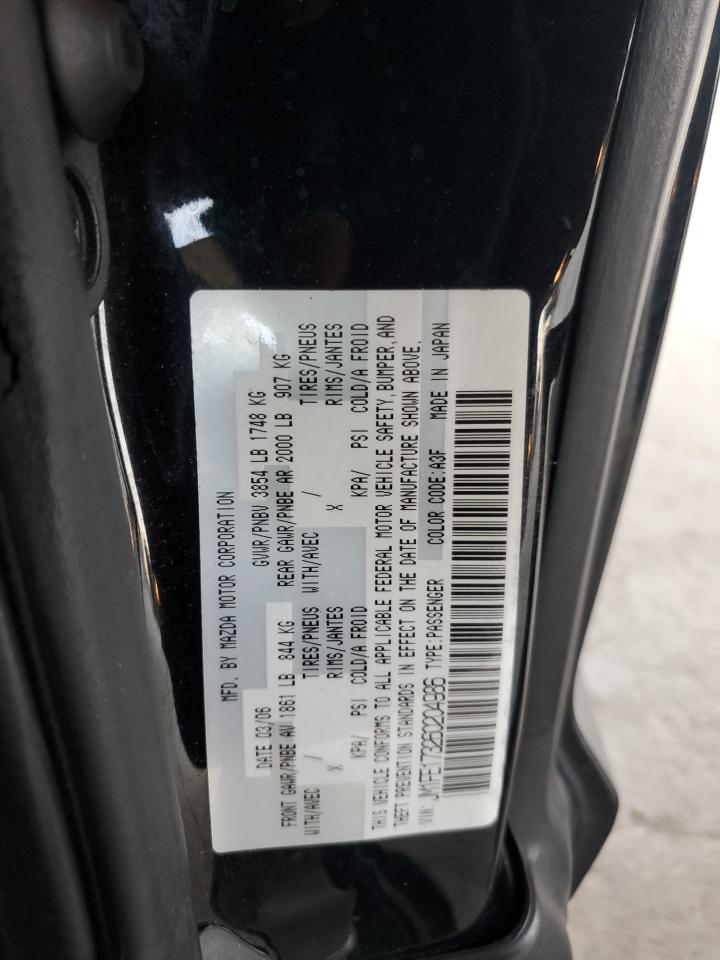 MFD. BY MAZDA MOTOR CORPORATION
DATE 03/06 GVWR/PNBV 3854 LB 1748 KG
FRONT GAWR/PNBE AV 1861 LB 844 KG REAR GAWR/PNBE AR 2000 LB 907 KG
WITH/AVEC / TIRES/PNEUS WITH/AVEC / TIRES/PNEUS
X RIMS/JANTES X RIMS/JANTES
KPA/ PSI COLD/A FROID KPA/ PSI COLD/A FROID
THIS VEHICLE CONFORMS TO ALL APPLICABLE FEDERAL MOTOR VEHICLE SAFETY, BUMPER, AND
THEFT PREVENTION STANDARDS IN EFFECT ON THE DATE OF MANUFACTURE SHOWN ABOVE.
VIN: JM1FE173260204986 TYPE:PASSENGER COLOR CODE:A3F MADE IN JAPAN